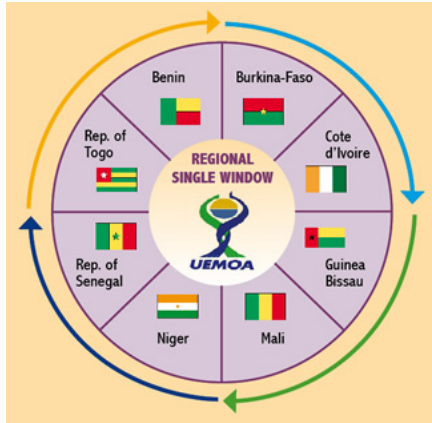 Benin
Burkina-Faso
Cote
d'Ivoire
Guinea
Bissau
Mali
Niger
Rep. of
Senegal
Rep. of
Togo
REGIONAL
SINGLE WINDOW
UEMOA